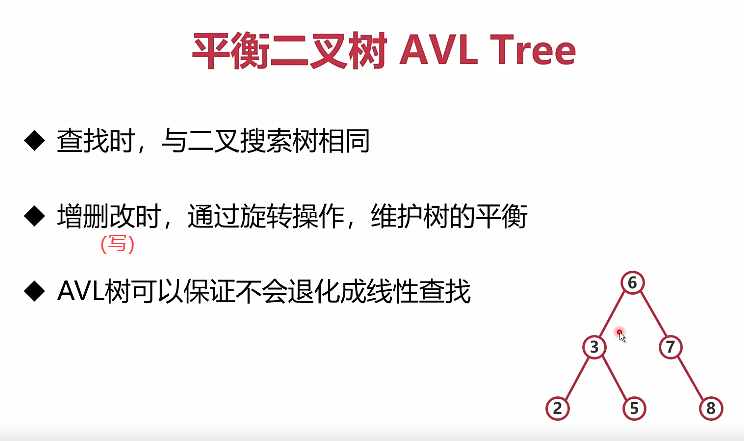 平衡二叉树 AVL Tree
查找时，与二叉搜索树相同
增删改时，通过旋转操作，维护树的平衡
(写)
AVL树可以保证不会退化成线性查找
6
3 7
2 5 8